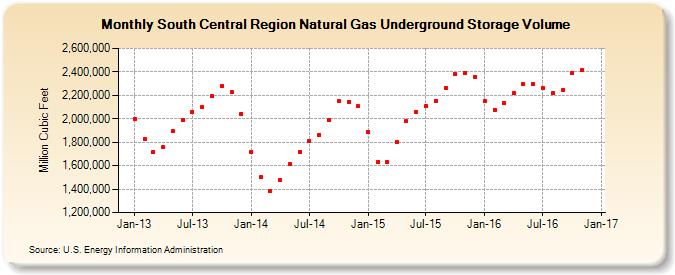 Monthly South Central Region Natural Gas Underground Storage Volume
Million Cubic Feet
2,600,000
2,400,000
2,200,000
2,000,000
1,800,000
1,600,000
1,400,000
1,200,000
Jan-13 Jul-13 Jan-14 Jul-14 Jan-15 Jul-15 Jan-16 Jul-16 Jan-17
Source: U.S. Energy Information Administration